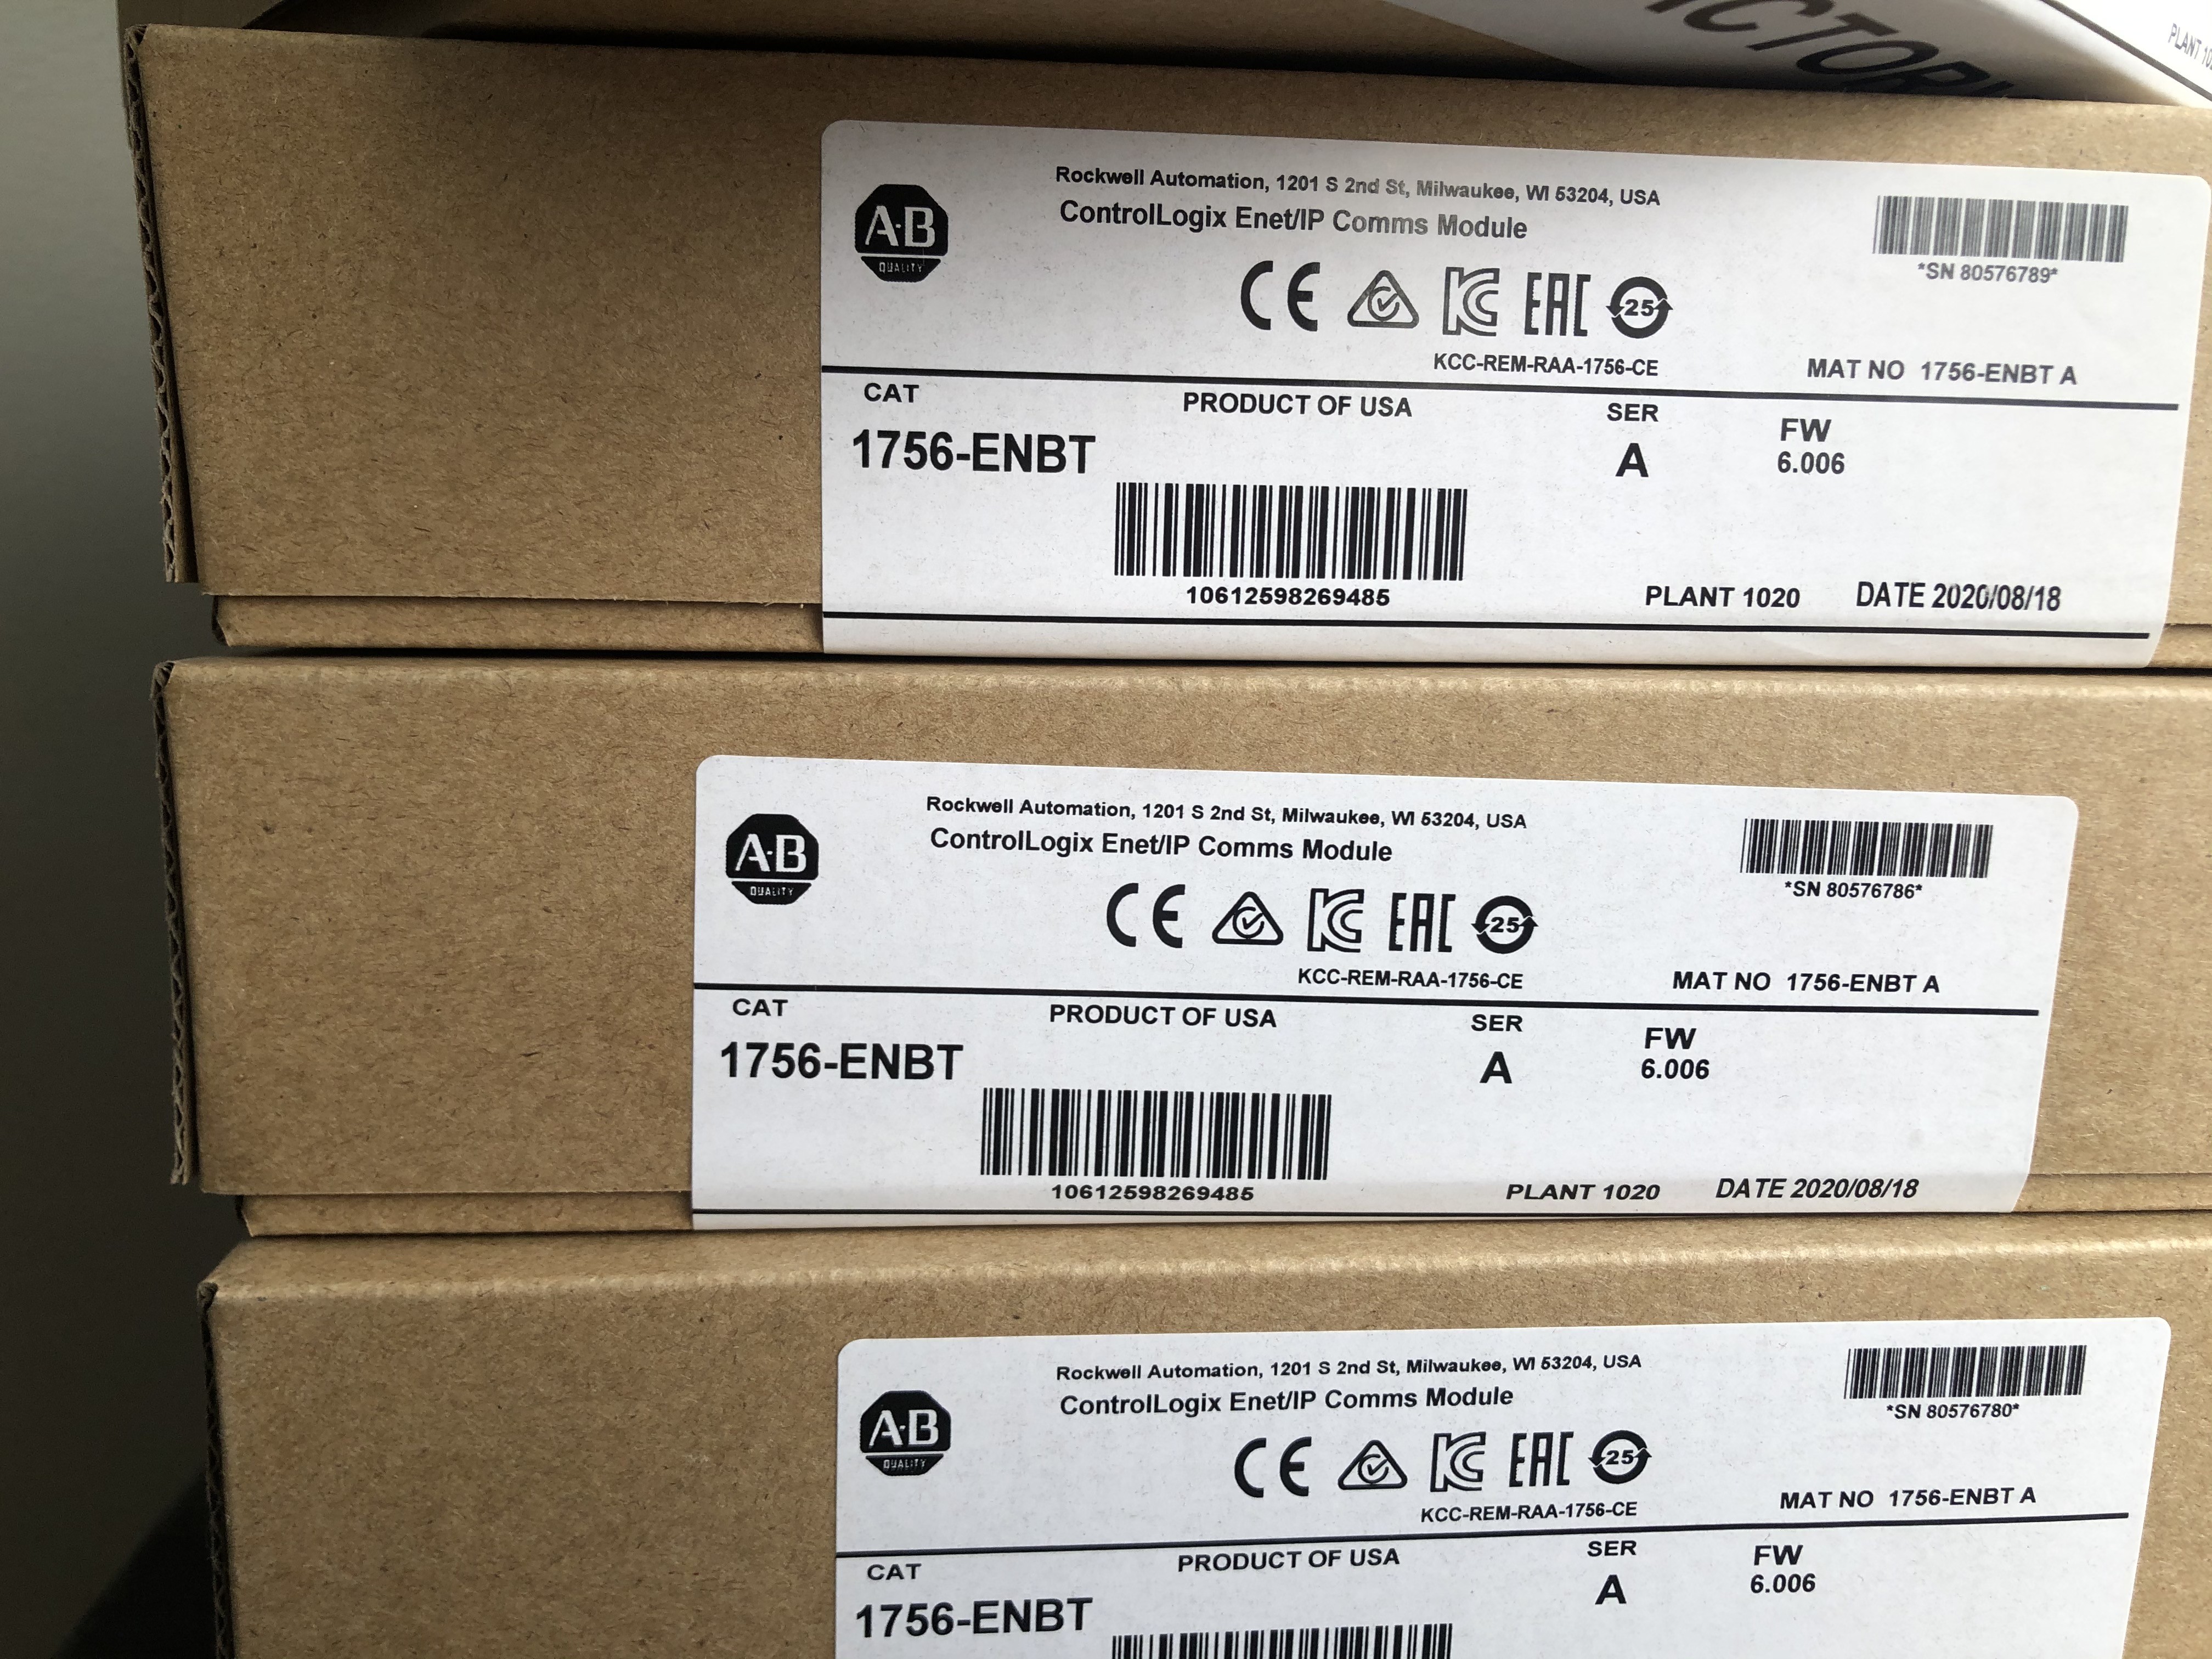 PLANT
A·B
QUALITY
Rockwell Automation, 1201 S 2nd St, Milwaukee, WI 53204, USA
ControlLogix Enet/IP Comms Module
*SN 80576789*
CE KC EAC 25
KCC-REM-RAA-1756-CE
MAT NO 1756-ENBT A
CAT
PRODUCT OF USA
SER
FW
1756-ENBT
A
6.006
10612598269485
PLANT 1020
DATE 2020/08/18
A·B
QUALITY
Rockwell Automation, 1201 S 2nd St, Milwaukee, WI 53204, USA
ControlLogix Enet/IP Comms Module
*SN 80576786*
CE KC EAC 25
KCC-REM-RAA-1756-CE
MAT NO 1756-ENBT A
CAT
PRODUCT OF USA
SER
FW
1756-ENBT
A
6.006
10612598269485
PLANT 1020
DATE 2020/08/18
A·B
QUALITY
Rockwell Automation, 1201 S 2nd St, Milwaukee, WI 53204, USA
ControlLogix Enet/IP Comms Module
*SN 80576780*
CE KC EAC 25
KCC-REM-RAA-1756-CE
MAT NO 1756-ENBT A
CAT
PRODUCT OF USA
SER
FW
1756-ENBT
A
6.006